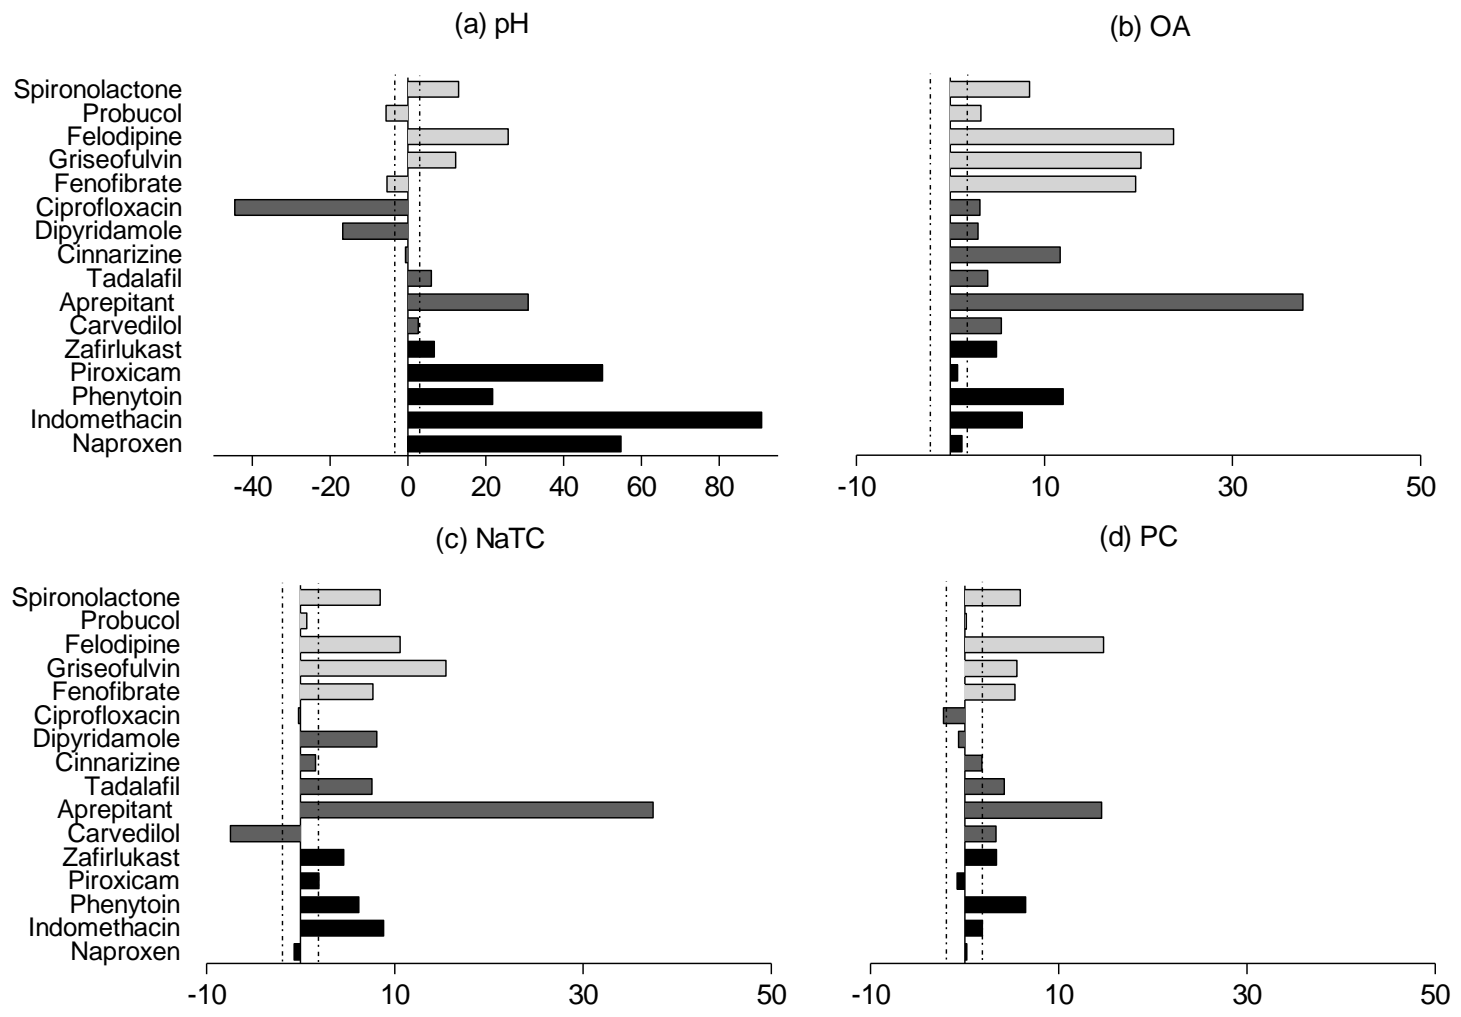 (a) pH
(b) OA
Spironolactone
Probucol
Felodipine
Griseofulvin
Fenofibrate
Ciprofloxacin
Dipyridamole
Cinnarizine
Tadalafil
Aprepitant
Carvedilol
Zafirlukast
Piroxicam
Phenytoin
Indomethacin
Naproxen
-40 -20 0 20 40 60 80
-10 10 30 50
(c) NaTC
(d) PC
Spironolactone
Probucol
Felodipine
Griseofulvin
Fenofibrate
Ciprofloxacin
Dipyridamole
Cinnarizine
Tadalafil
Aprepitant
Carvedilol
Zafirlukast
Piroxicam
Phenytoin
Indomethacin
Naproxen
-10 10 30 50
-10 10 30 50